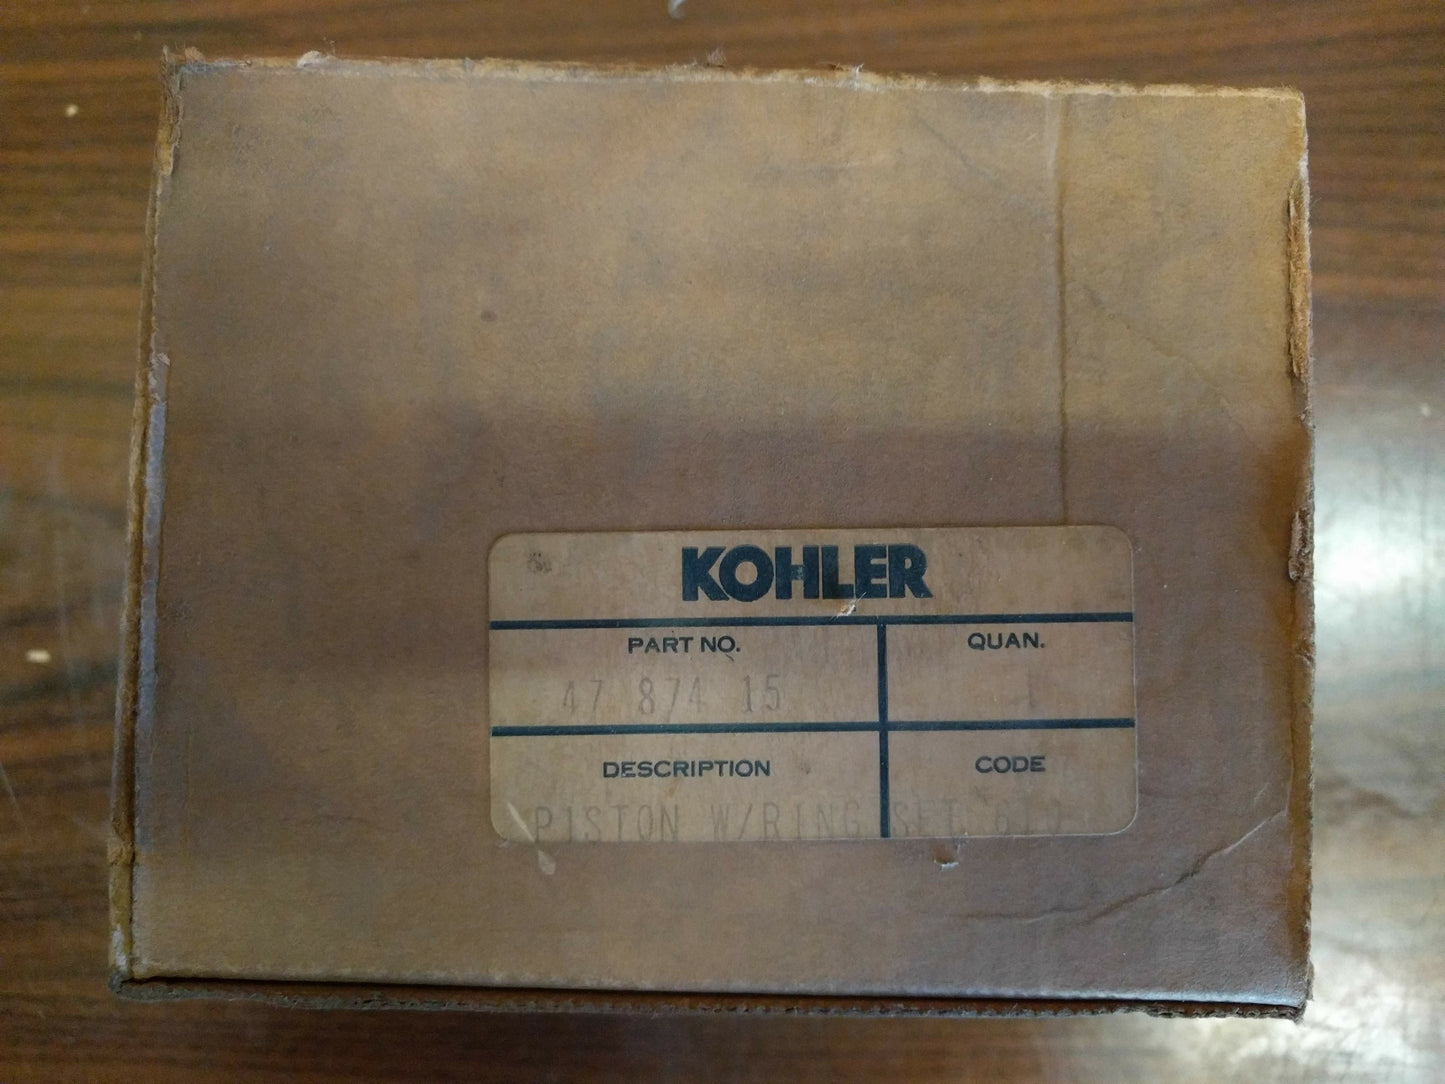 KOHLER
PART NO. QUAN.
47 874 15 1
DESCRIPTION CODE
PISTON W/RING SET